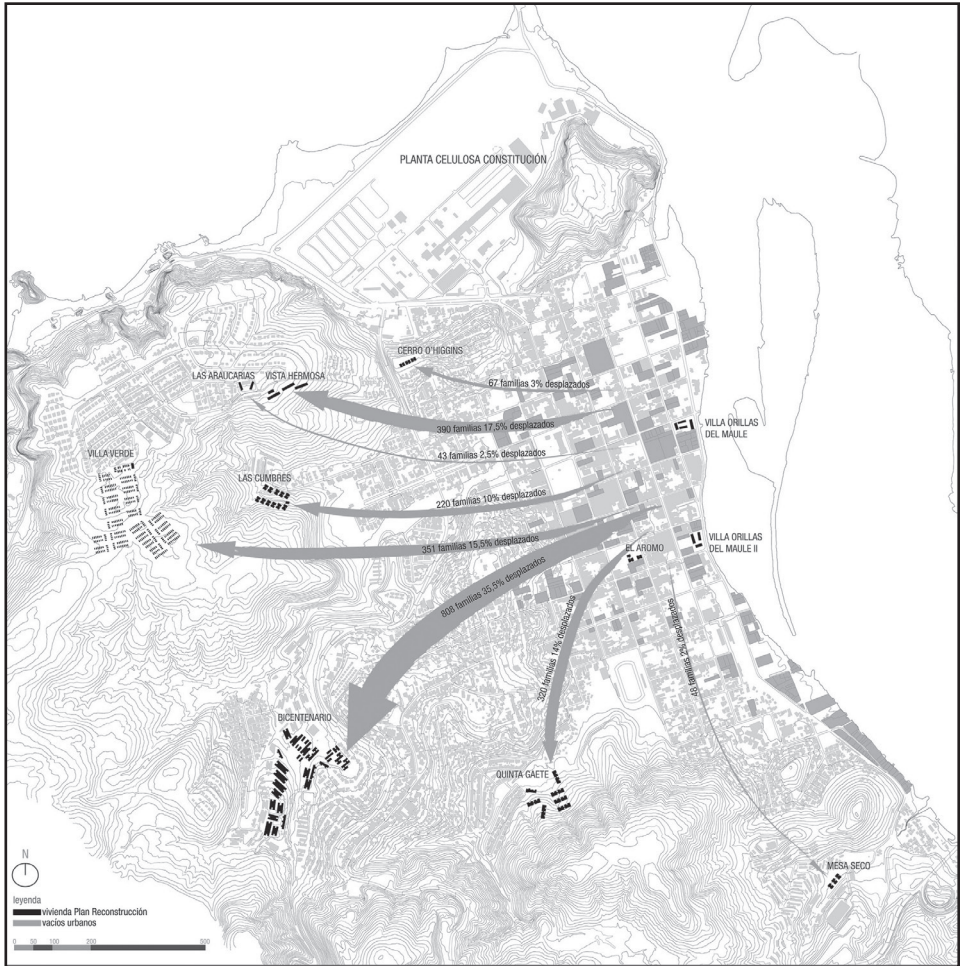 PLANTA CELULOSA CONSTITUCIÓN
CERRO O'HIGGINS
LAS ARAUCARIAS
VISTA HERMOSA
67 familias 3% desplazados
390 familias 17,5% desplazados
VILLA ORILLAS
DEL MAULE
43 familias 2,5% desplazados
VILLA VERDE
LAS CUMBRES
220 familias 10% desplazados
351 familias 15,5% desplazados
EL AROMO
VILLA ORILLAS
DEL MAULE II
808 familias 35,5% desplazados
320 familias 14% desplazados
48 familias 2% desplazados
BICENTENARIO
QUINTA GAETE
MESA SECO
N
leyenda
vivienda Plan Reconstrucción
vacíos urbanos
0 50 100 200 500